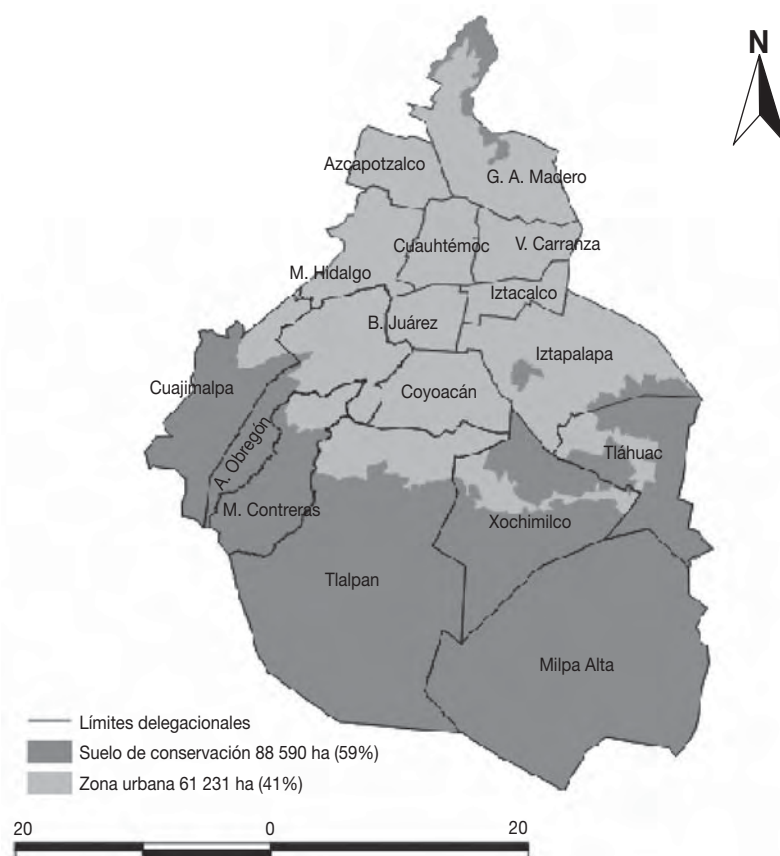 N
Azcapotzalco
G. A. Madero
Cuauhtémoc
V. Carranza
M. Hidalgo
Iztacalco
B. Juárez
Iztapalapa
Cuajimalpa
Coyoacán
A. Obregón
Tláhuac
M. Contreras
Xochimilco
Tlalpan
Milpa Alta
Límites delegacionales
Suelo de conservación 88 590 ha (59%)
Zona urbana 61 231 ha (41%)
20 0 20